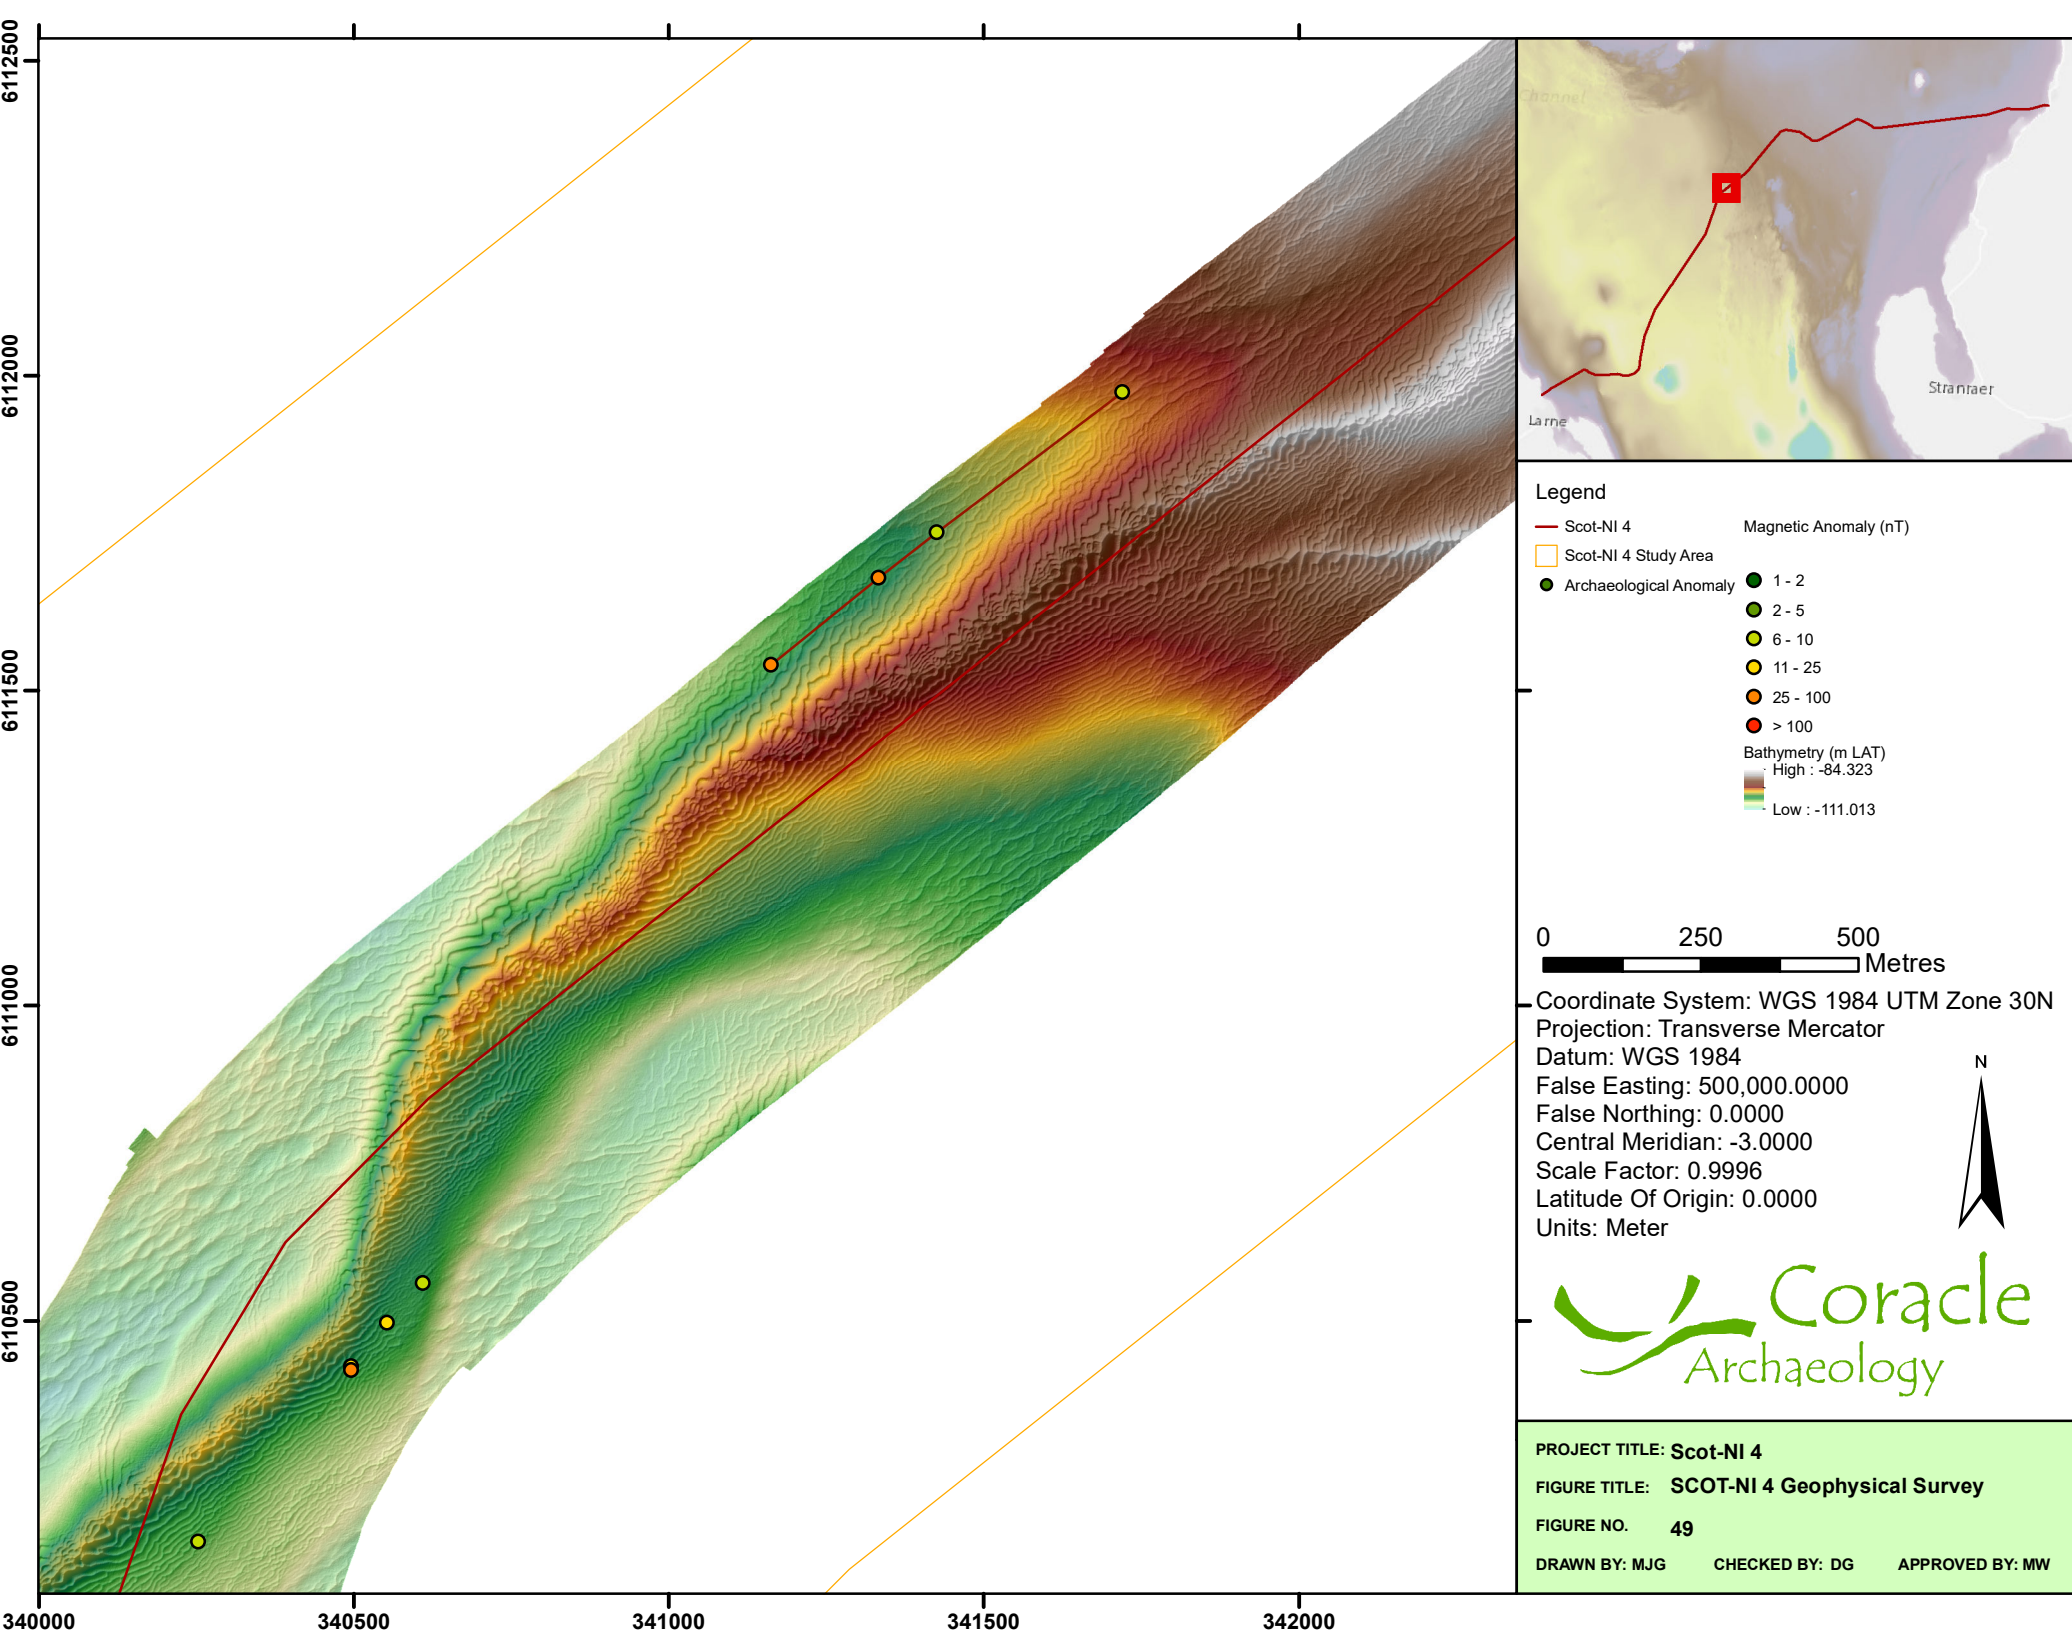 6112500
6112000
6111500
6111000
6110500
340000
340500
341000
341500
342000
Channel
Stranraer
Larne
Legend
Scot-NI 4
Scot-NI 4 Study Area
Archaeological Anomaly
Magnetic Anomaly (nT)
1 - 2
2 - 5
6 - 10
11 - 25
25 - 100
> 100
Bathymetry (m LAT)
High : -84.323
Low : -111.013
0 250 500
Metres
Coordinate System: WGS 1984 UTM Zone 30N
Projection: Transverse Mercator
Datum: WGS 1984
False Easting: 500,000.0000
False Northing: 0.0000
Central Meridian: -3.0000
Scale Factor: 0.9996
Latitude Of Origin: 0.0000
Units: Meter
N
Coracle
Archaeology
PROJECT TITLE: Scot-NI 4
FIGURE TITLE: SCOT-NI 4 Geophysical Survey
FIGURE NO. 49
DRAWN BY: MJG CHECKED BY: DG APPROVED BY: MW